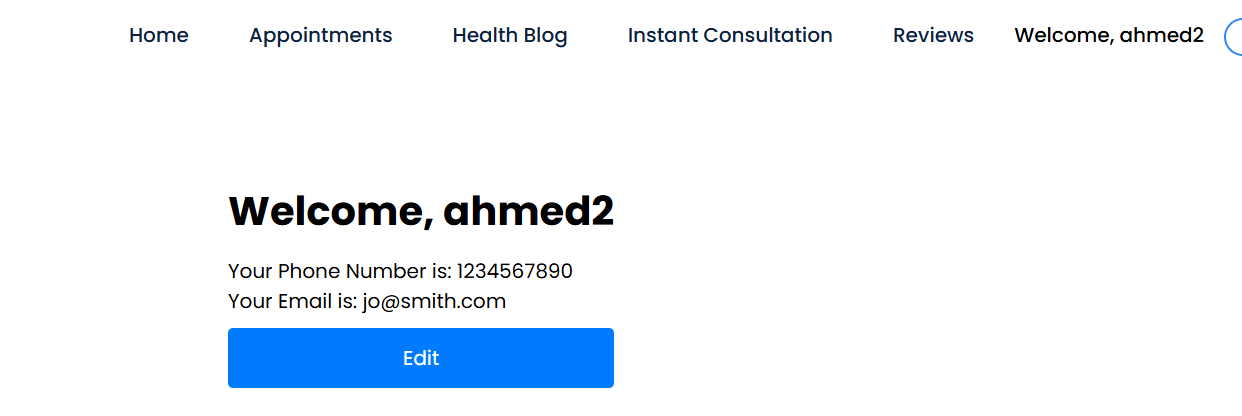 Home Appointments Health Blog Instant Consultation Reviews Welcome, ahmed2
Welcome, ahmed2
Your Phone Number is: 1234567890
Your Email is: jo@smith.com
Edit